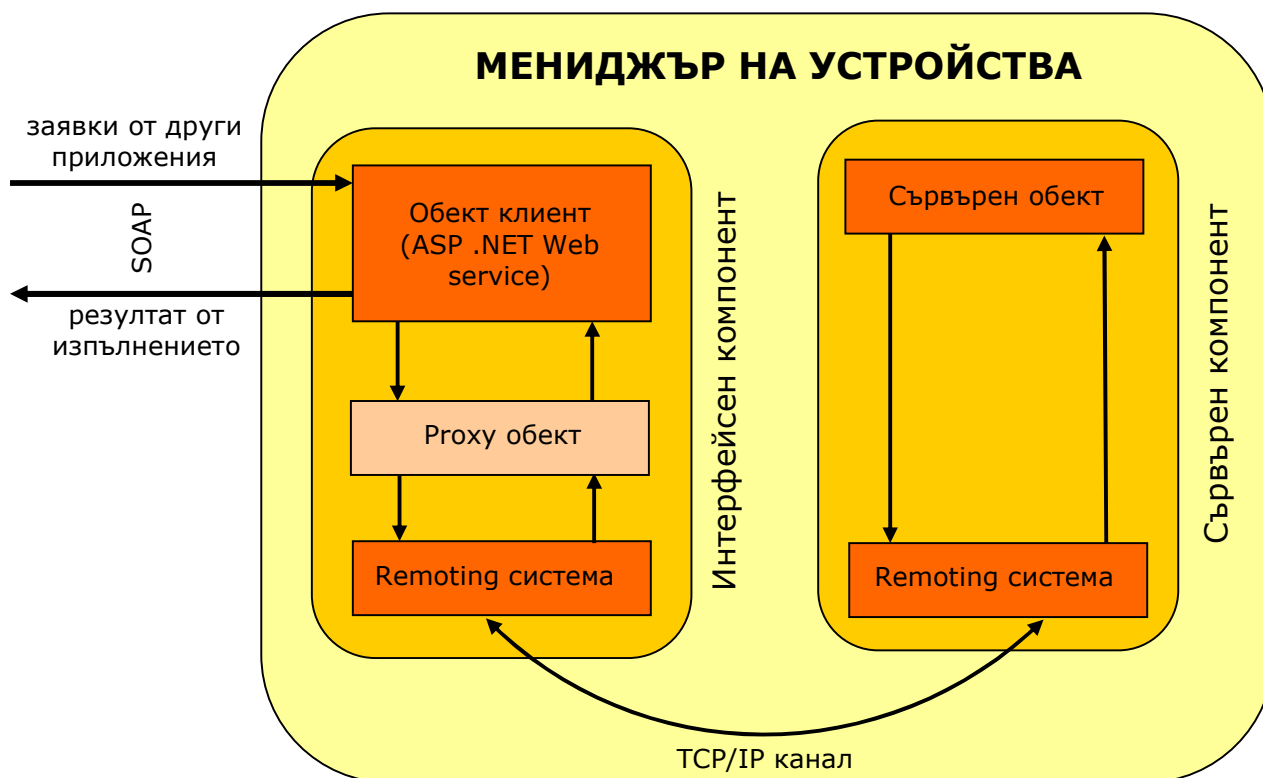 МЕНИДЖЪР НА УСТРОЙСТВА
заявки от други
приложения
SOAP
резултат от
изпълнението
Обект клиент
(ASP .NET Web
service)
Proxy обект
Remoting система
Интерфейсен компонент
Сървърен обект
Remoting система
Сървърен компонент
TCP/IP канал